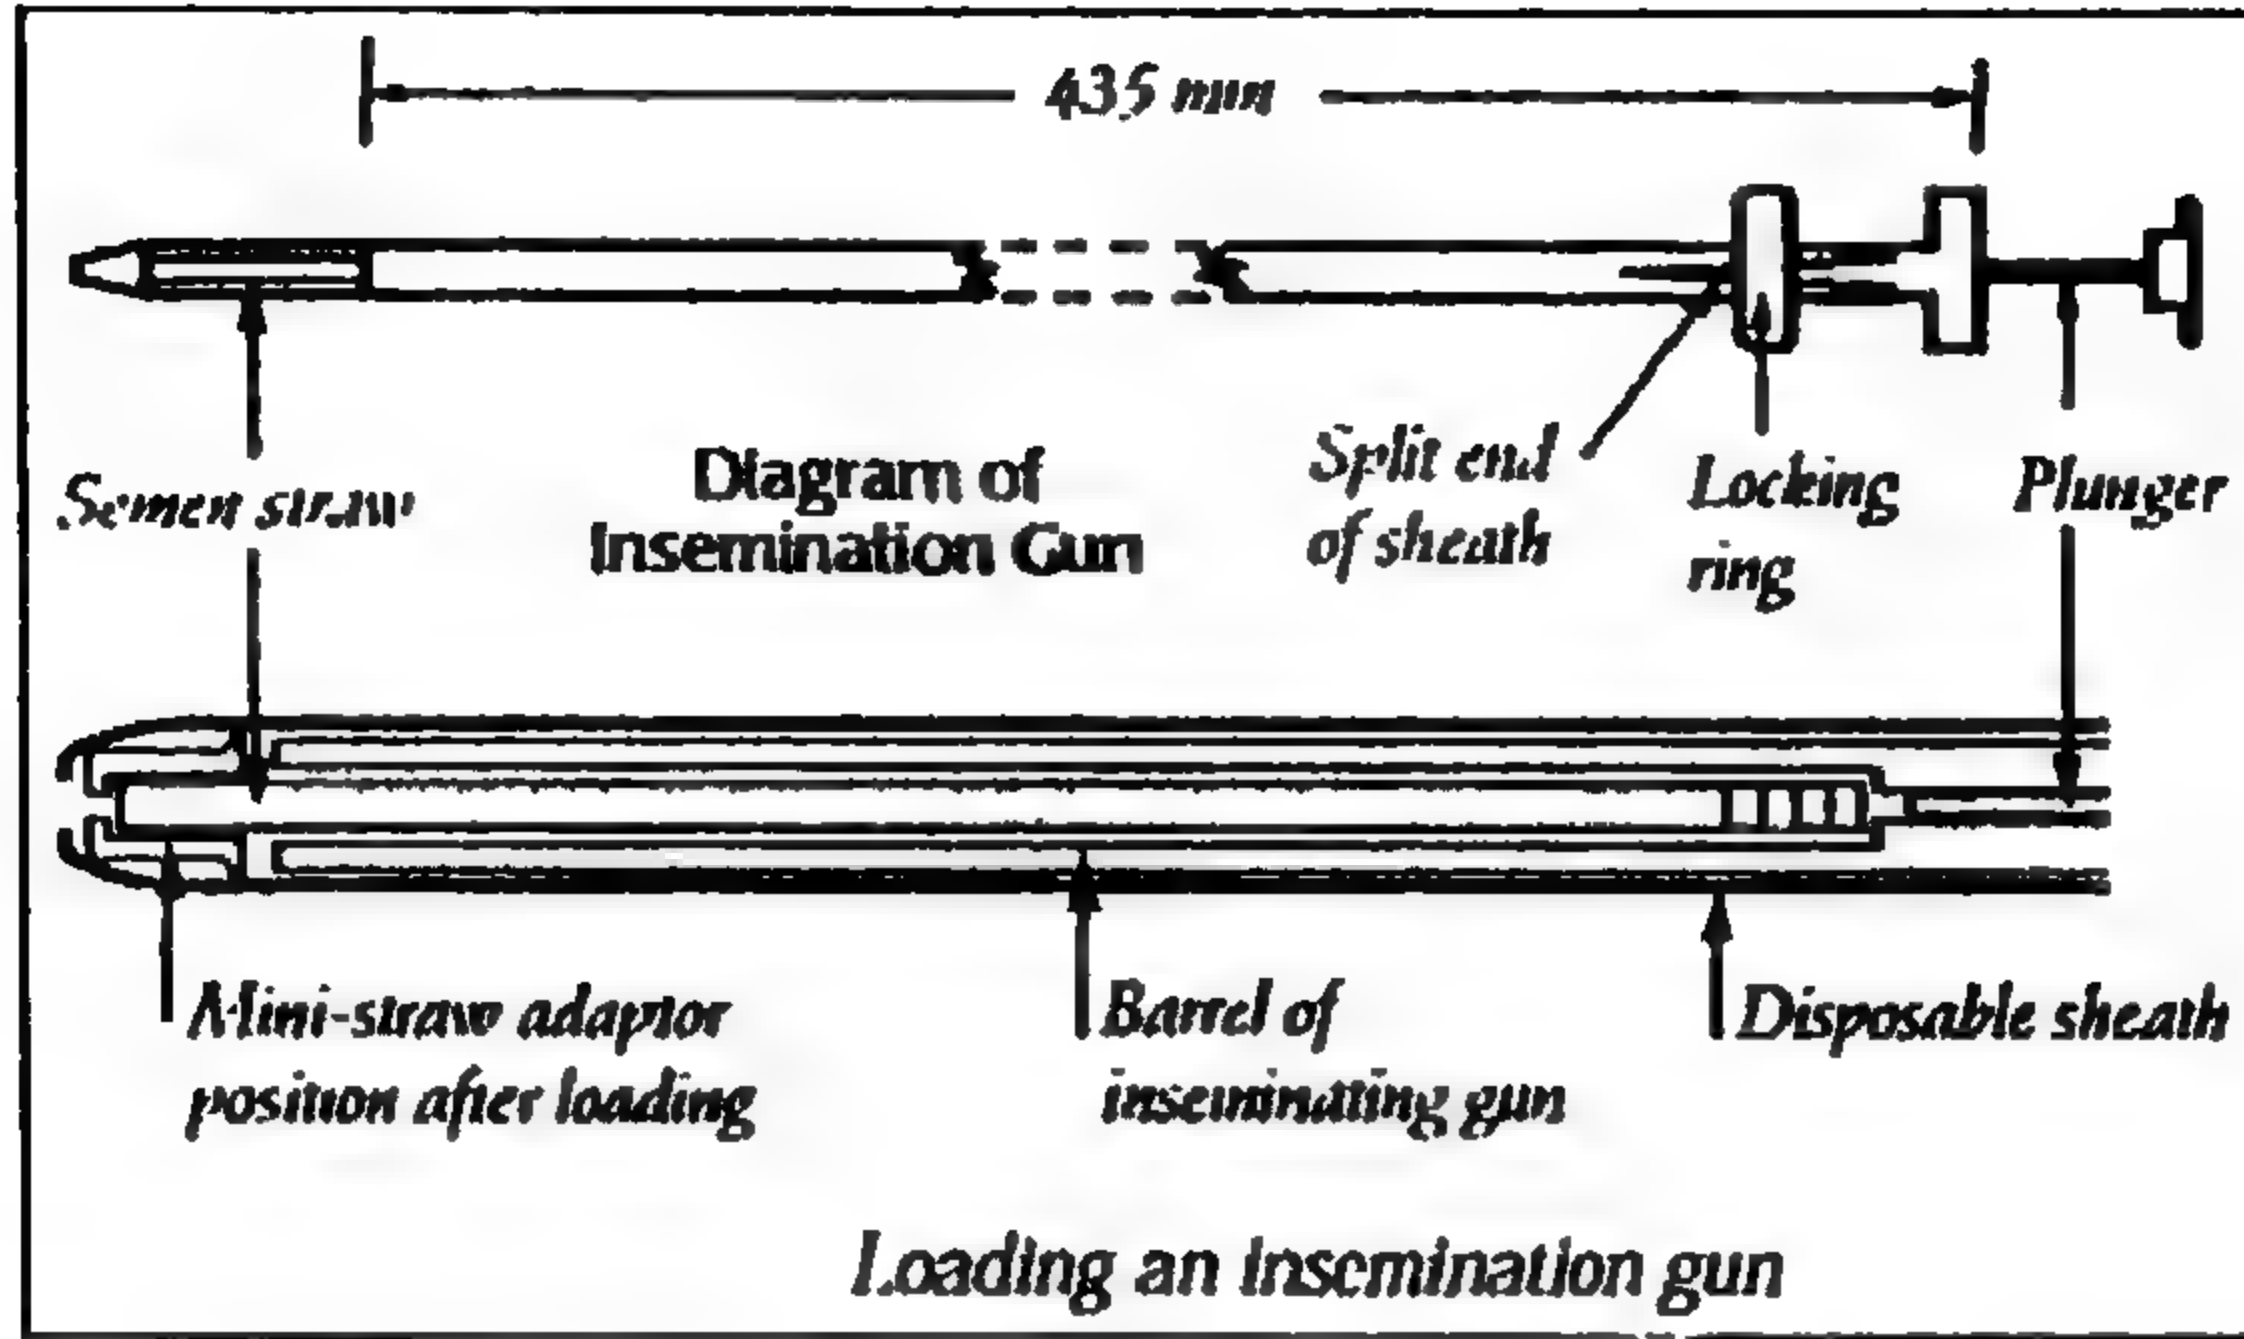 435 mm
Semen straw
Diagram of
Insemination Gun
Split end
of sheath
Locking
ring
Plunger
Mini-straw adaptor
position after loading
Barrel of
inseminating gun
Disposable sheath
Loading an insemination gun